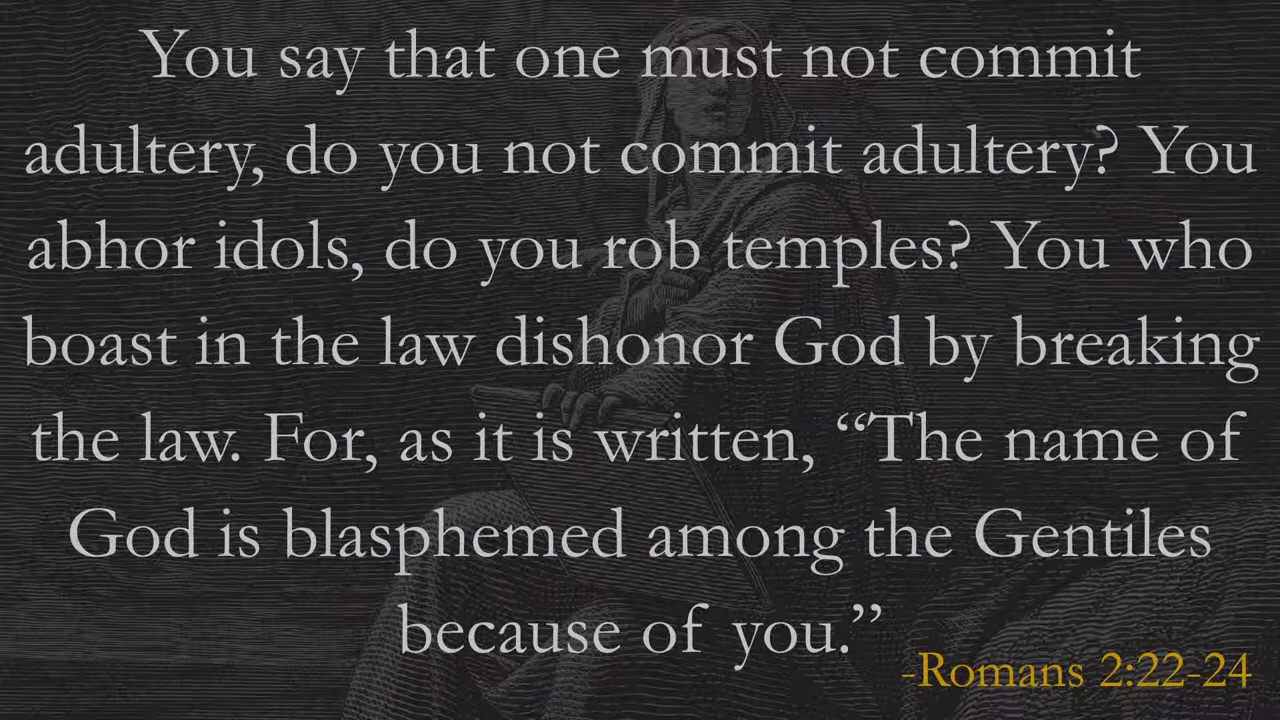 You say that one must not commit
adultery, do you not commit adultery? You
abhor idols, do you rob temples? You who
boast in the law dishonor God by breaking
the law. For, as it is written, “The name of
God is blasphemed among the Gentiles
because of you.”
-Romans 2:22-24